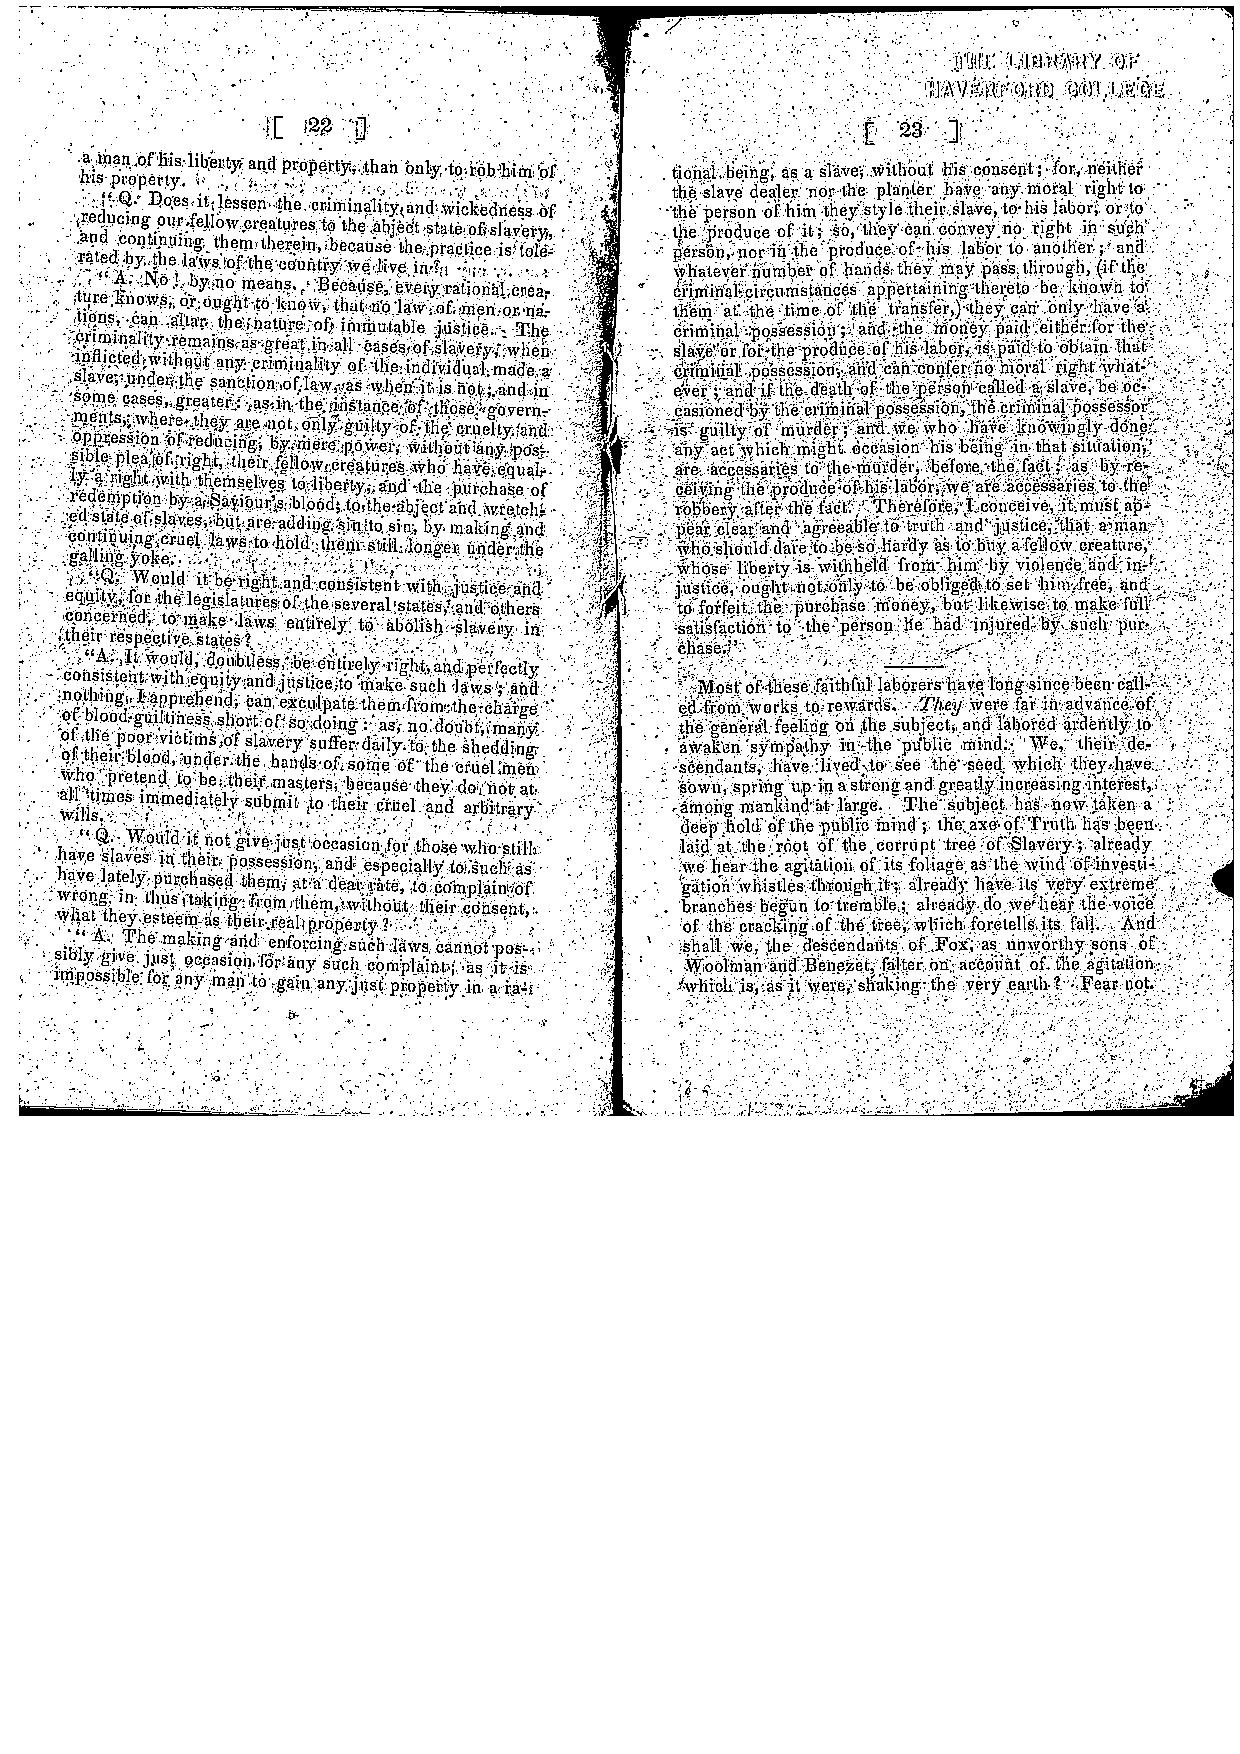 [ 22 ]
a man of his liberty and property, than only to rob him of
his property.
"Q. Does it lessen the criminality and wickedness of
reducing our fellow creatures to the abject state of slavery,
and continuing them therein, because the practice is tole-
rated by the laws of the country we live in?
"A. No! by no means. Because, every rational crea-
ture knows, or ought to know, that no law of men or na-
tions, can alter the nature of immutable justice. The
criminality remains as great in all cases of slavery, when
inflicted without any criminality of the individual made a
slave, under the sanction of law, as when it is not; and in
some cases, greater; as in the instance of those govern-
ments, where they are not only guilty of the cruelty and
oppression of reducing, by mere power, without any pos-
sible plea of right, their fellow creatures who have equal-
ly a right with themselves to liberty, and the purchase of
redemption by a Saviour's blood, to the abject and wretch-
ed state of slaves, but are adding sin to sin, by making and
continuing cruel laws to hold them still longer under the
galling yoke.
"Q. Would it be right and consistent with justice and
equity, for the legislatures of the several states, and others
concerned, to make laws entirely to abolish slavery in
their respective states?
"A. It would, doubtless, be entirely right, and perfectly
consistent with equity and justice to make such laws; and
nothing, I apprehend, can exculpate them from the charge
of blood-guiltiness short of so doing: as, no doubt, many
of the poor victims of slavery suffer daily to the shedding
of their blood, under the hands of some of the cruel men
who pretend to be their masters, because they do not at
all times immediately submit to their cruel and arbitrary
wills.
"Q. Would it not give just occasion for those who still
have slaves in their possession, and especially to such as
have lately purchased them, at a dear rate, to complain of
wrong in thus taking from them, without their consent,
what they esteem as their real property?
"A. The making and enforcing such laws cannot pos-
sibly give just occasion for any such complaint; as it is
impossible for any man to gain any just property in a ra-
THE LIBRARY OF
HAVERFORD COLLEGE
[ 23 ]
tional being, as a slave, without his consent; for, neither
the slave dealer nor the planter have any moral right to
the person of him they style their slave, to his labor, or to
the produce of it; so, they can convey no right in such
person, nor in the produce of his labor to another; and
whatever number of hands they may pass through, (if the
criminal circumstances appertaining thereto be known to
them at the time of the transfer,) they can only have a
criminal possession; and the money paid either for the
slave or for the produce of his labor, is paid to obtain that
criminal possession, and can confer no moral right what-
ever; and if the death of the person called a slave, be oc-
casioned by the criminal possession, the criminal possessor
is guilty of murder; and we who have knowingly done
any act which might occasion his being in that situation,
are accessaries to the murder, before the fact; as by re-
ceiving the produce of his labor, we are accessaries to the
robbery after the fact. Therefore, I conceive, it must ap-
pear clear and agreeable to truth and justice, that a man
who should dare to be so hardy as to buy a fellow creature,
whose liberty is withheld from him by violence and in-
justice, ought not only to be obliged to set him free, and
to forfeit the purchase money, but likewise to make full
satisfaction to the person he had injured by such pur-
chase."
Most of these faithful laborers have long since been call-
ed from works to rewards. They were far in advance of
the general feeling on the subject, and labored ardently to
awaken sympathy in the public mind. We, their de-
scendants, have lived to see the seed which they have
sown, spring up in a strong and greatly increasing interest,
among mankind at large. The subject has now taken a
deep hold of the public mind; the axe of Truth has been
laid at the root of the corrupt tree of Slavery; already
we hear the agitation of its foliage as the wind of investi-
gation whistles through it; already have its very extreme
branches begun to tremble; already do we hear the voice
of the cracking of the tree, which foretells its fall. And
shall we, the descendants of Fox, as unworthy sons of
Woolman and Benezet, falter on account of the agitation
which is, as it were, shaking the very earth? Fear not.